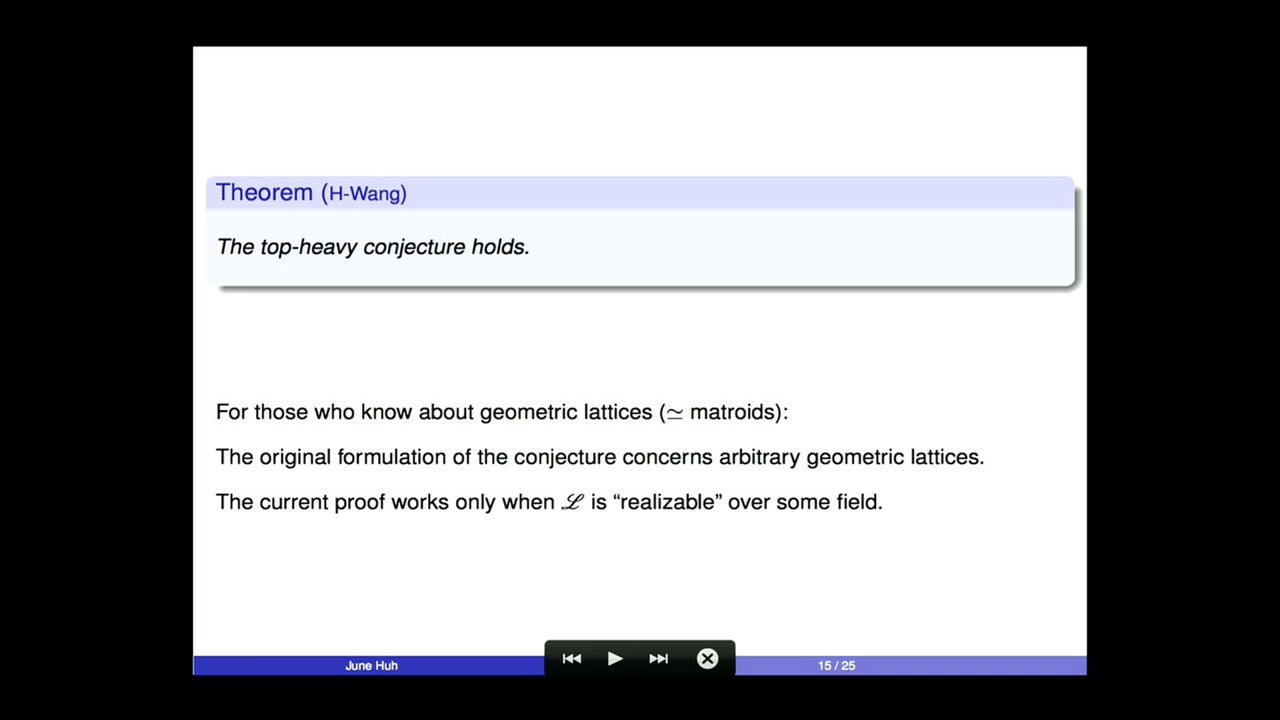 Theorem (H-Wang)
The top-heavy conjecture holds.
For those who know about geometric lattices (≃ matroids):
The original formulation of the conjecture concerns arbitrary geometric lattices.
The current proof works only when ℒ is “realizable” over some field.
June Huh
15 / 25